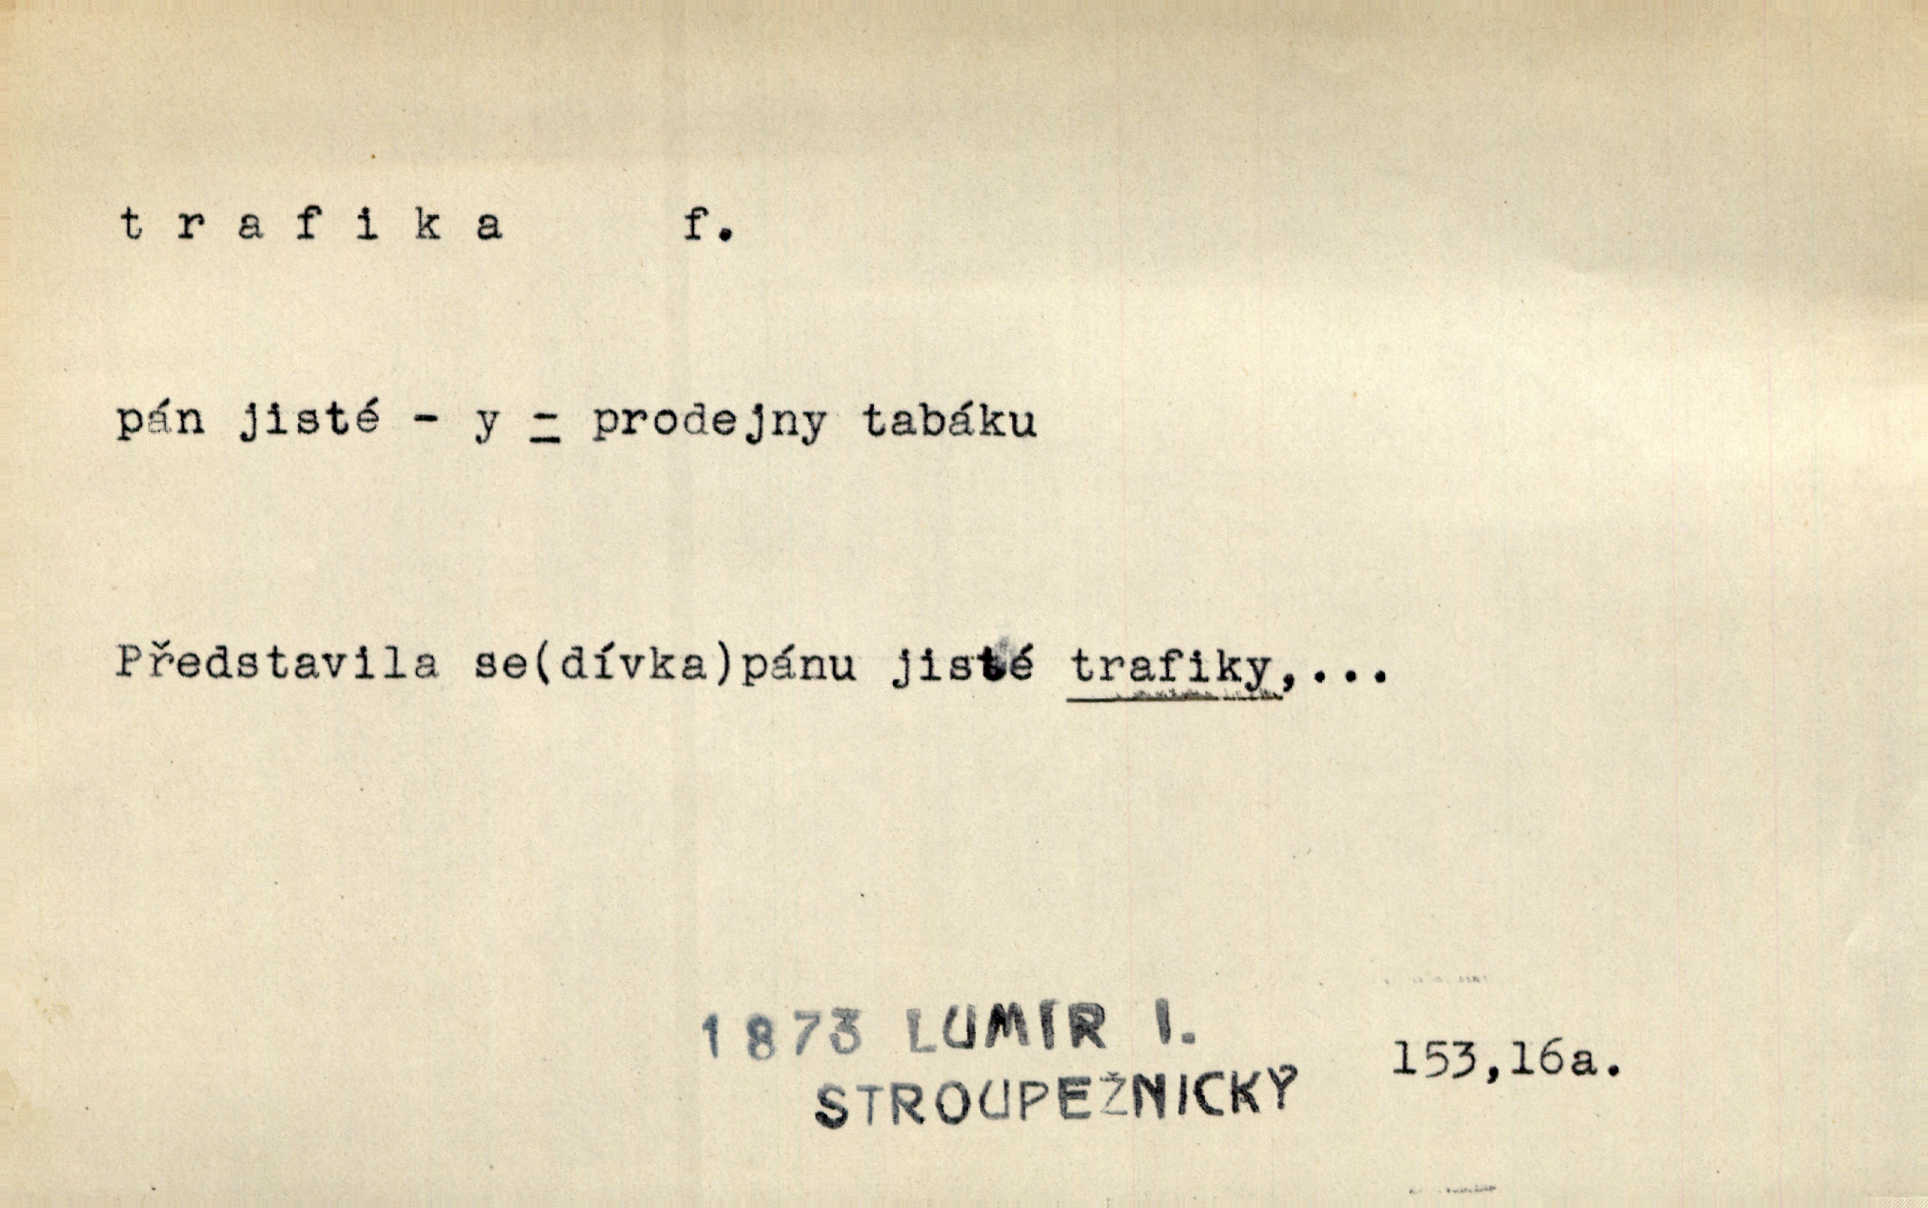 t r a f i k a f.
pán jisté - y = prodejny tabáku
Představila se(dívka)pánu jisté trafiky,...
1873 LUMÍR I.
STROUPEŽNICKÝ
153,16a.